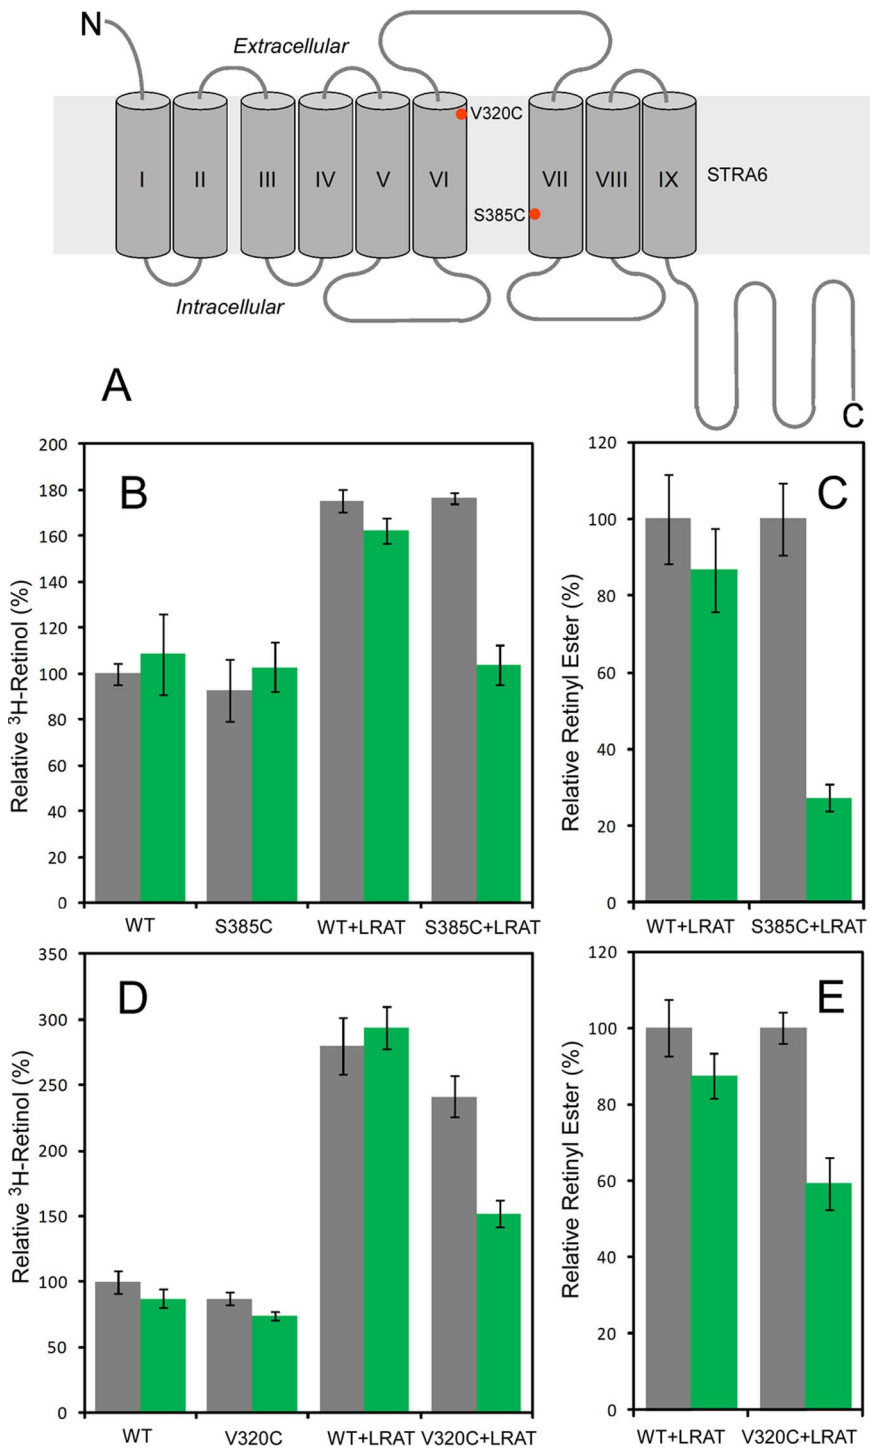 N
Extracellular
V320C
I II III IV V VI VII VIII IX
STRA6
S385C
Intracellular
A
C
B
Relative ³H-Retinol (%)
200
180
160
140
120
100
80
60
40
20
0
WT S385C WT+LRAT S385C+LRAT
C
Relative Retinyl Ester (%)
120
100
80
60
40
20
0
WT+LRAT S385C+LRAT
D
Relative ³H-Retinol (%)
350
300
250
200
150
100
50
0
WT V320C WT+LRAT V320C+LRAT
E
Relative Retinyl Ester (%)
120
100
80
60
40
20
0
WT+LRAT V320C+LRAT